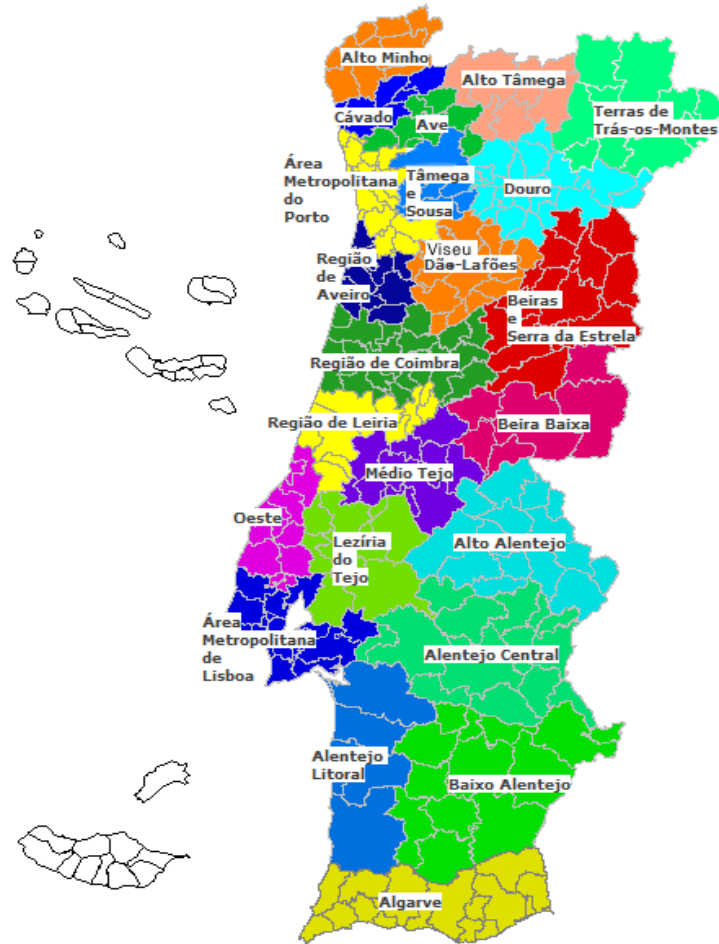 Alto Minho
Alto Tâmega
Terras de
Trás-os-Montes
Cávado
Ave
Área
Metropolitana
do
Porto
Tâmega
e
Sousa
Douro
Região
de
Aveiro
Viseu
Dão-Lafões
Beiras
e
Serra da Estrela
Região de Coimbra
Região de Leiria
Beira Baixa
Médio Tejo
Oeste
Lezíria
do
Tejo
Alto Alentejo
Área
Metropolitana
de
Lisboa
Alentejo Central
Alentejo
Litoral
Baixo Alentejo
Algarve